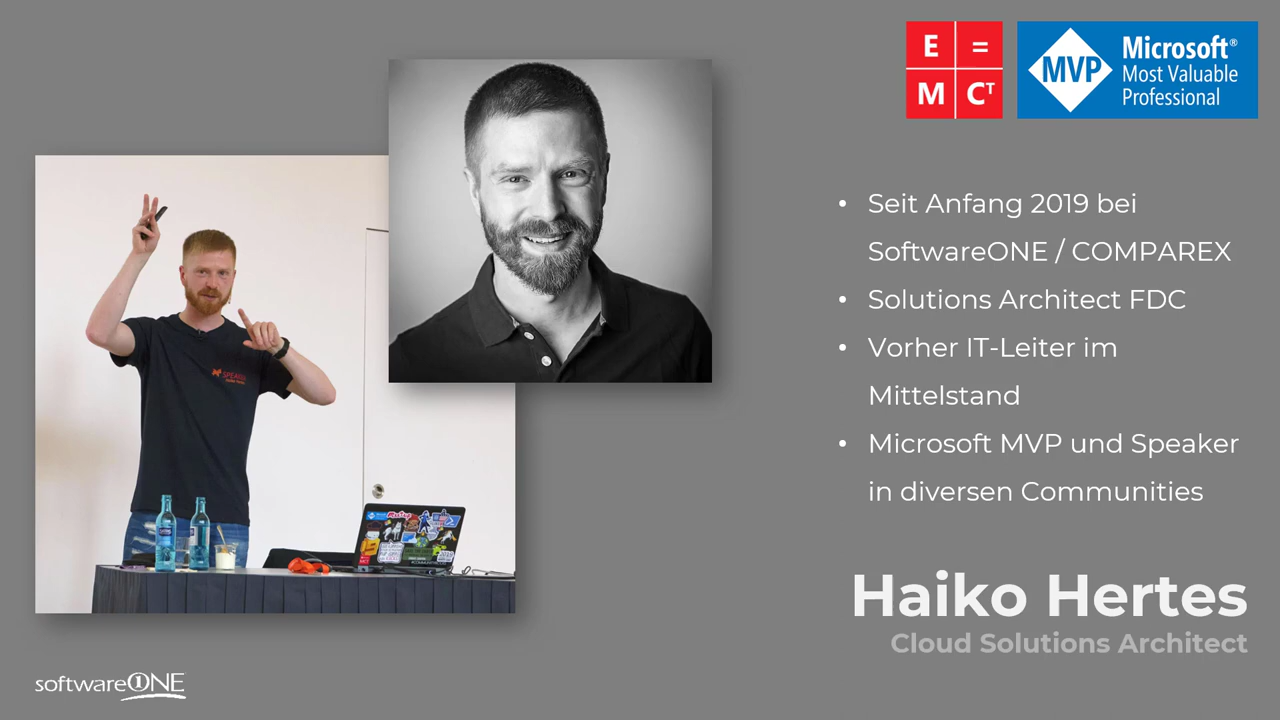 E =
M Cᵀ
MVP
Microsoft®
Most Valuable
Professional
• Seit Anfang 2019 bei
SoftwareONE / COMPAREX
• Solutions Architect FDC
• Vorher IT-Leiter im
Mittelstand
• Microsoft MVP und Speaker
in diversen Communities
Haiko Hertes
Cloud Solutions Architect
SPEAKER
softwareONE